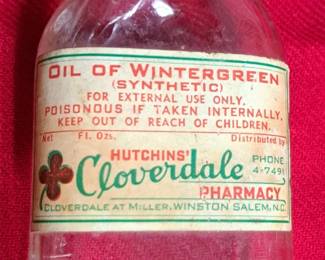 OIL OF WINTERGREEN
(SYNTHETIC)
FOR EXTERNAL USE ONLY.
POISONOUS IF TAKEN INTERNALLY.
KEEP OUT OF REACH OF CHILDREN.
Net Fl. Ozs. Distributed by
HUTCHINS'
Cloverdale PHONE
4-7491
PHARMACY
CLOVERDALE AT MILLER, WINSTON SALEM, N.C.